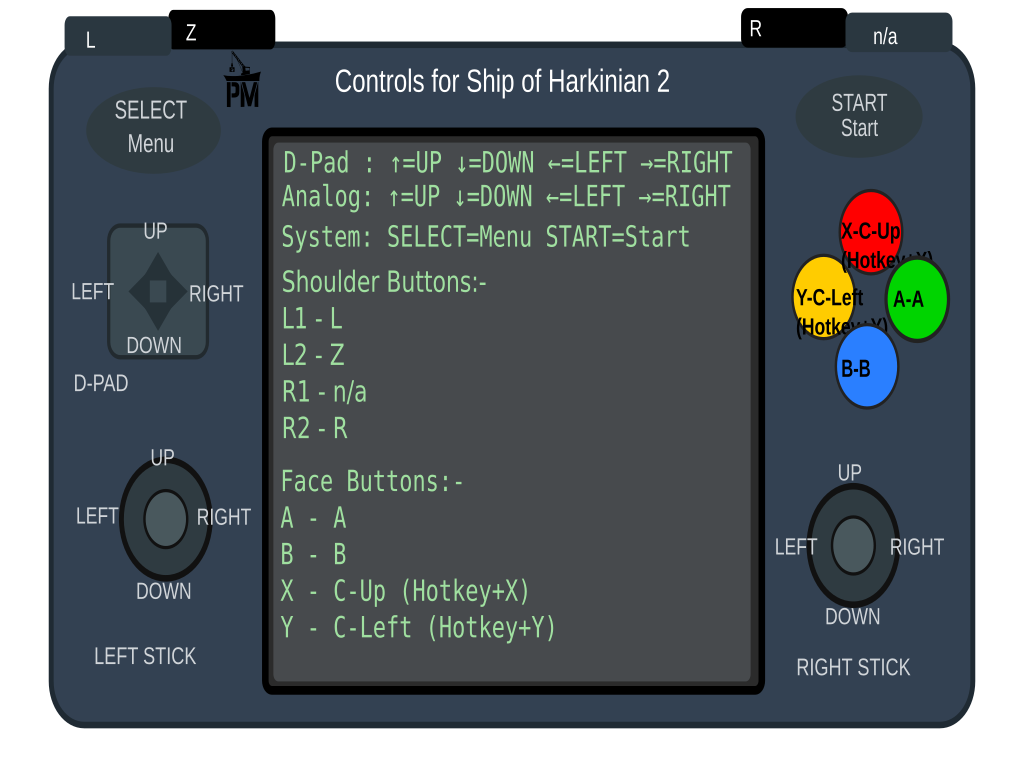 L
Z
R
n/a
PM
Controls for Ship of Harkinian 2
SELECT
Menu
START
Start
D-Pad : ↑=UP ↓=DOWN ←=LEFT →=RIGHT
Analog: ↑=UP ↓=DOWN ←=LEFT →=RIGHT
System: SELECT=Menu START=Start
Shoulder Buttons:-
L1 - L
L2 - Z
R1 - n/a
R2 - R
Face Buttons:-
A - A
B - B
X - C-Up (Hotkey+X)
Y - C-Left (Hotkey+Y)
UP
LEFT
RIGHT
DOWN
D-PAD
UP
LEFT
RIGHT
DOWN
LEFT STICK
X-C-Up
(Hotkey+X)
Y-C-Left
(Hotkey+Y)
A-A
B-B
UP
LEFT
RIGHT
DOWN
RIGHT STICK